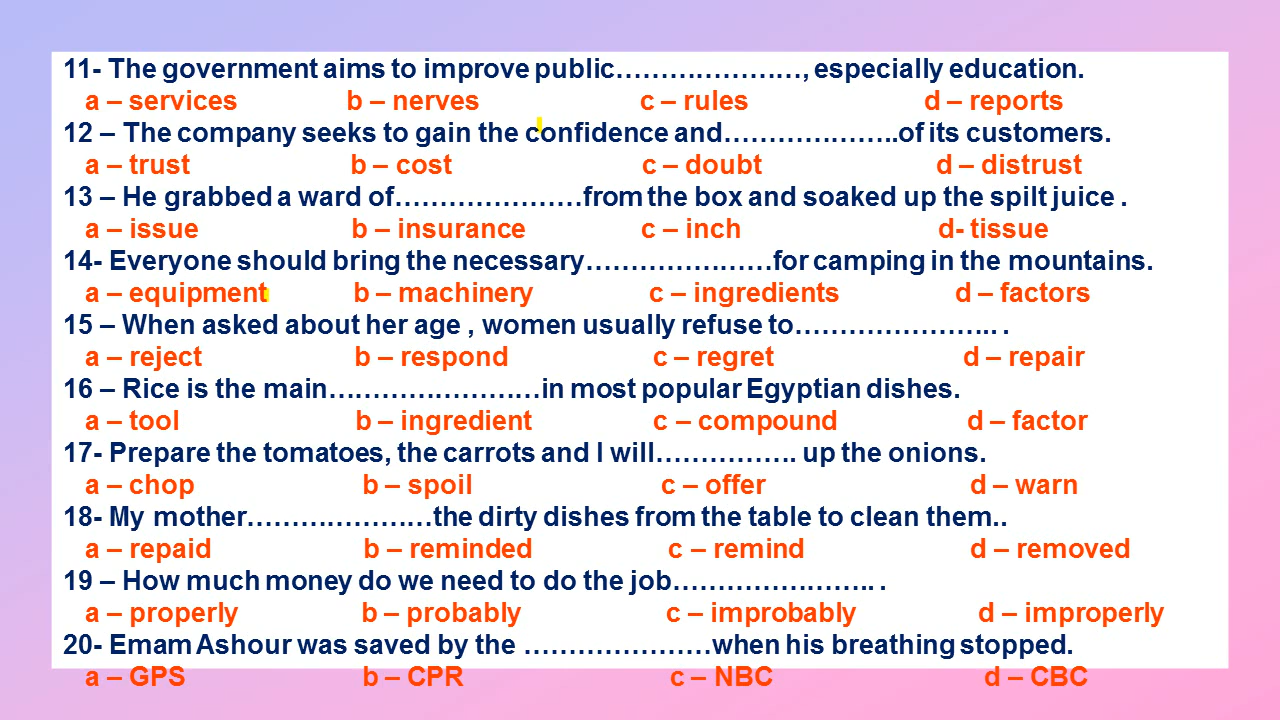 11- The government aims to improve public…………………, especially education.
a – services b – nerves c – rules d – reports
12 – The company seeks to gain the confidence and………………..of its customers.
a – trust b – cost c – doubt d – distrust
13 – He grabbed a ward of…………………from the box and soaked up the spilt juice .
a – issue b – insurance c – inch d- tissue
14- Everyone should bring the necessary…………………for camping in the mountains.
a – equipment b – machinery c – ingredients d – factors
15 – When asked about her age , women usually refuse to………………….. .
a – reject b – respond c – regret d – repair
16 – Rice is the main……………………in most popular Egyptian dishes.
a – tool b – ingredient c – compound d – factor
17- Prepare the tomatoes, the carrots and I will……………. up the onions.
a – chop b – spoil c – offer d – warn
18- My mother…………………the dirty dishes from the table to clean them..
a – repaid b – reminded c – remind d – removed
19 – How much money do we need to do the job………………….. .
a – properly b – probably c – improbably d – improperly
20- Emam Ashour was saved by the …………………when his breathing stopped.
a – GPS b – CPR c – NBC d – CBC